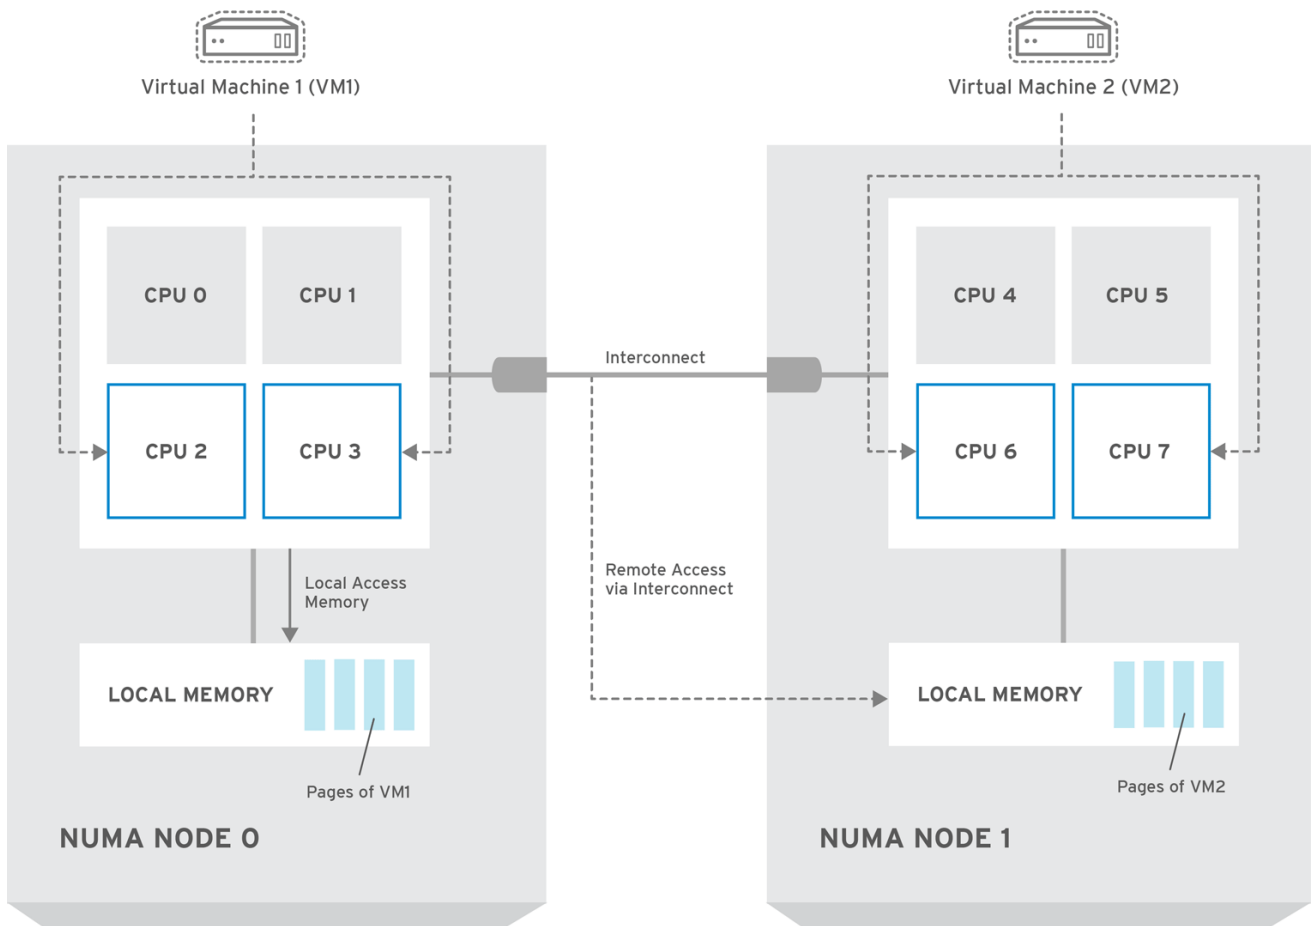 Virtual Machine 1 (VM1)
Virtual Machine 2 (VM2)
CPU 0
CPU 1
CPU 4
CPU 5
Interconnect
CPU 2
CPU 3
CPU 6
CPU 7
Local Access
Memory
Remote Access
via Interconnect
LOCAL MEMORY
LOCAL MEMORY
Pages of VM1
Pages of VM2
NUMA NODE 0
NUMA NODE 1